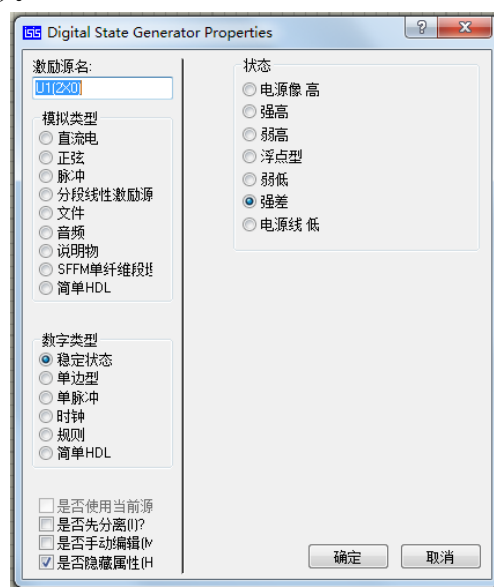 ISIS Digital State Generator Properties
激励源名:
U1(2X0)
模拟类型
直流电
正弦
脉冲
分段线性激励源
文件
音频
说明物
SFFM单纤维段
简单HDL
数字类型
稳定状态
单边型
单脉冲
时钟
规则
简单HDL
是否使用当前源
是否先分离(I)?
是否手动编辑(M
是否隐藏属性(H
状态
电源像 高
强高
弱高
浮点型
弱低
强差
电源线 低
确定
取消